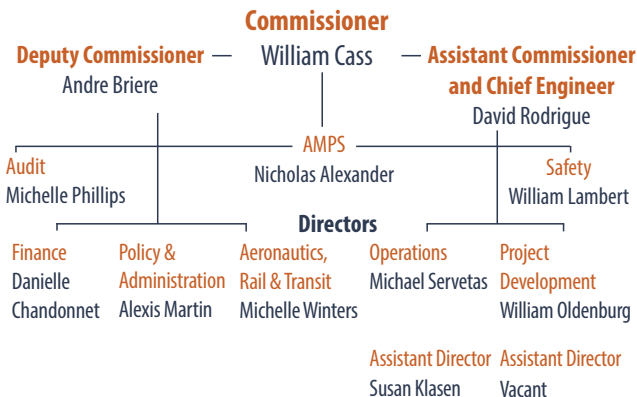 Commissioner
Deputy Commissioner
William Cass
Assistant Commissioner
and Chief Engineer
Andre Briere
David Rodrigue
AMPS
Nicholas Alexander
Audit
Michelle Phillips
Safety
William Lambert
Directors
Finance
Danielle
Chandonnet
Policy &
Administration
Alexis Martin
Aeronautics,
Rail & Transit
Michelle Winters
Operations
Michael Servetas
Project
Development
William Oldenburg
Assistant Director
Susan Klasen
Assistant Director
Vacant